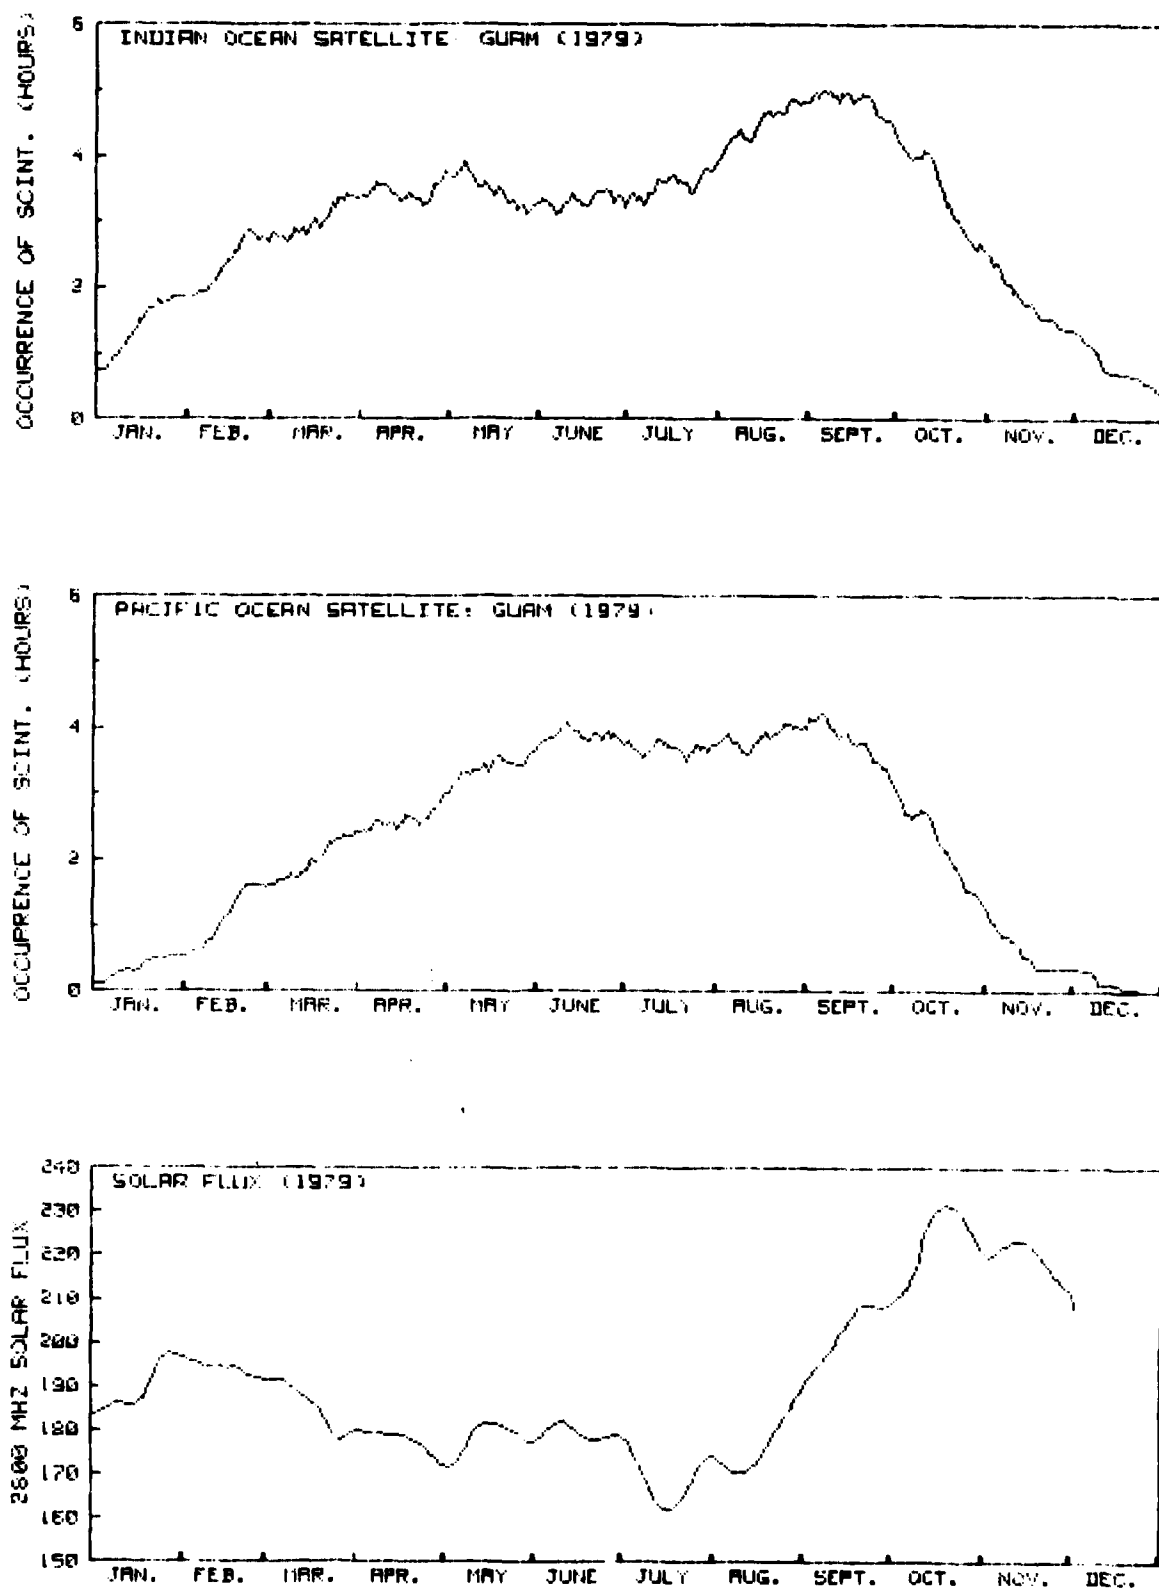 OCCURRENCE OF SCINT. (HOURS)
INDIAN OCEAN SATELLITE: GUAM (1979)
6
4
2
0
JAN. FEB. MAR. APR. MAY JUNE JULY AUG. SEPT. OCT. NOV. DEC.
OCCURRENCE OF SCINT. (HOURS)
PACIFIC OCEAN SATELLITE: GUAM (1979)
6
4
2
0
JAN. FEB. MAR. APR. MAY JUNE JULY AUG. SEPT. OCT. NOV. DEC.
2800 MHZ SOLAR FLUX
SOLAR FLUX (1979)
240
230
220
210
200
190
180
170
160
150
JAN. FEB. MAR. APR. MAY JUNE JULY AUG. SEPT. OCT. NOV. DEC.